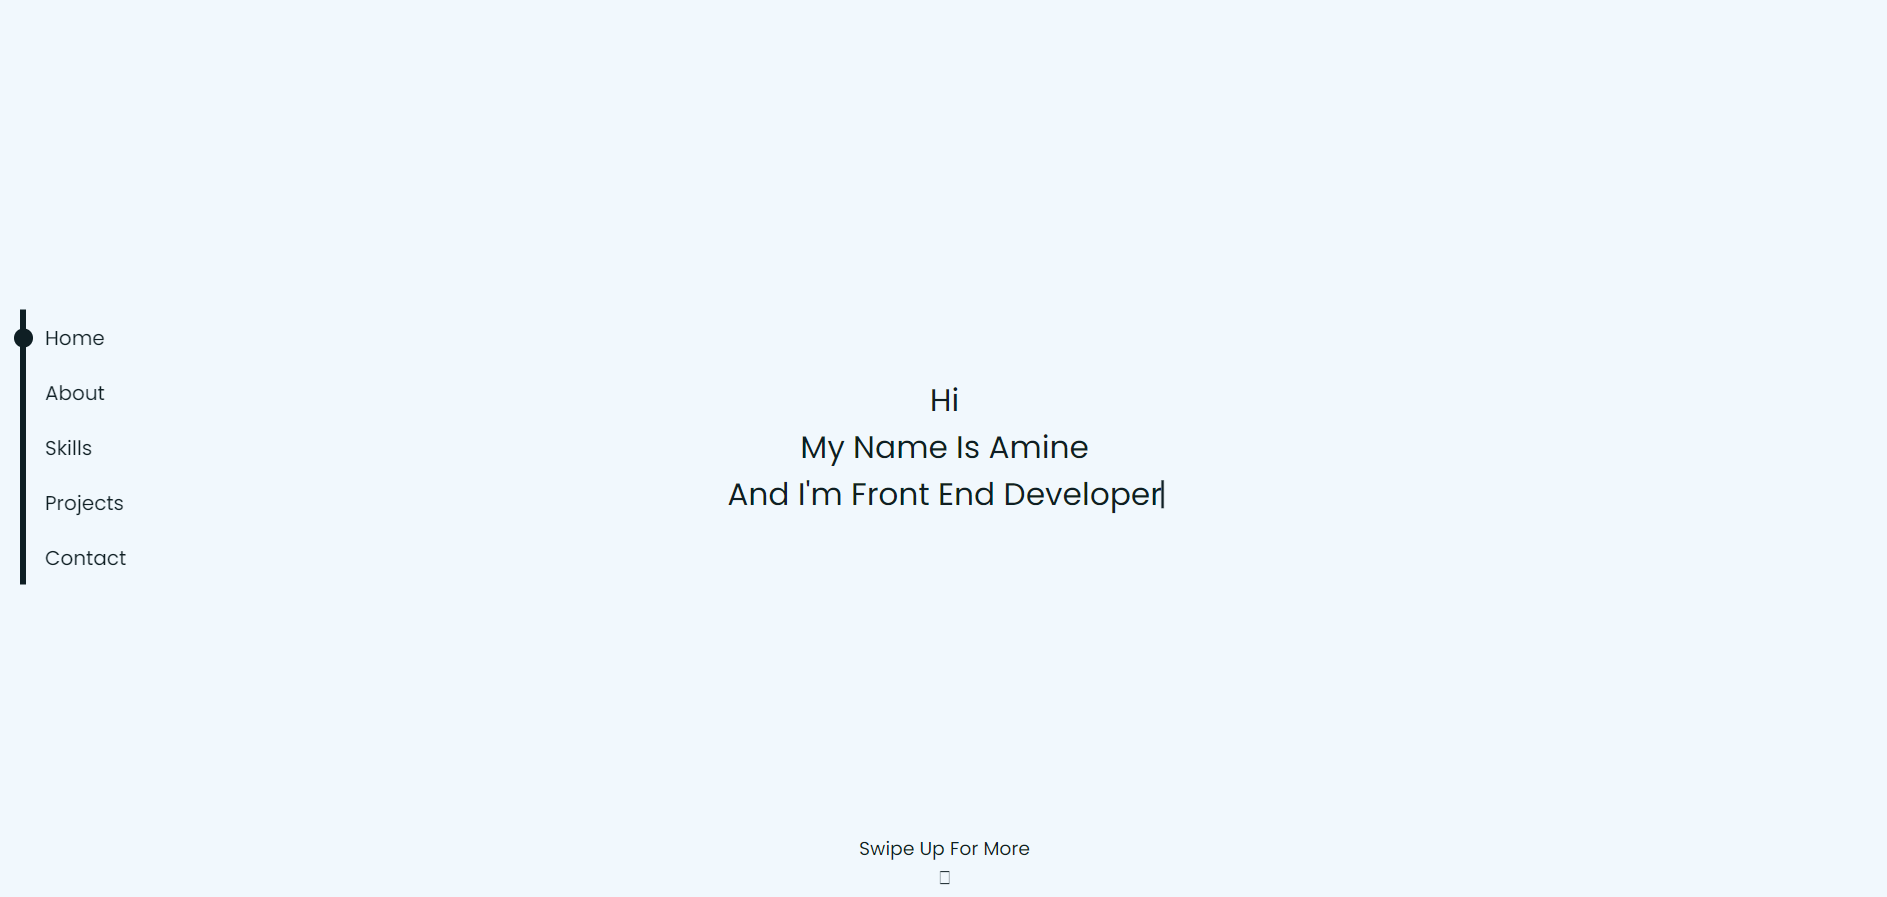 Home
About
Skills
Projects
Contact
Hi
My Name Is Amine
And I'm Front End Developer
Swipe Up For More